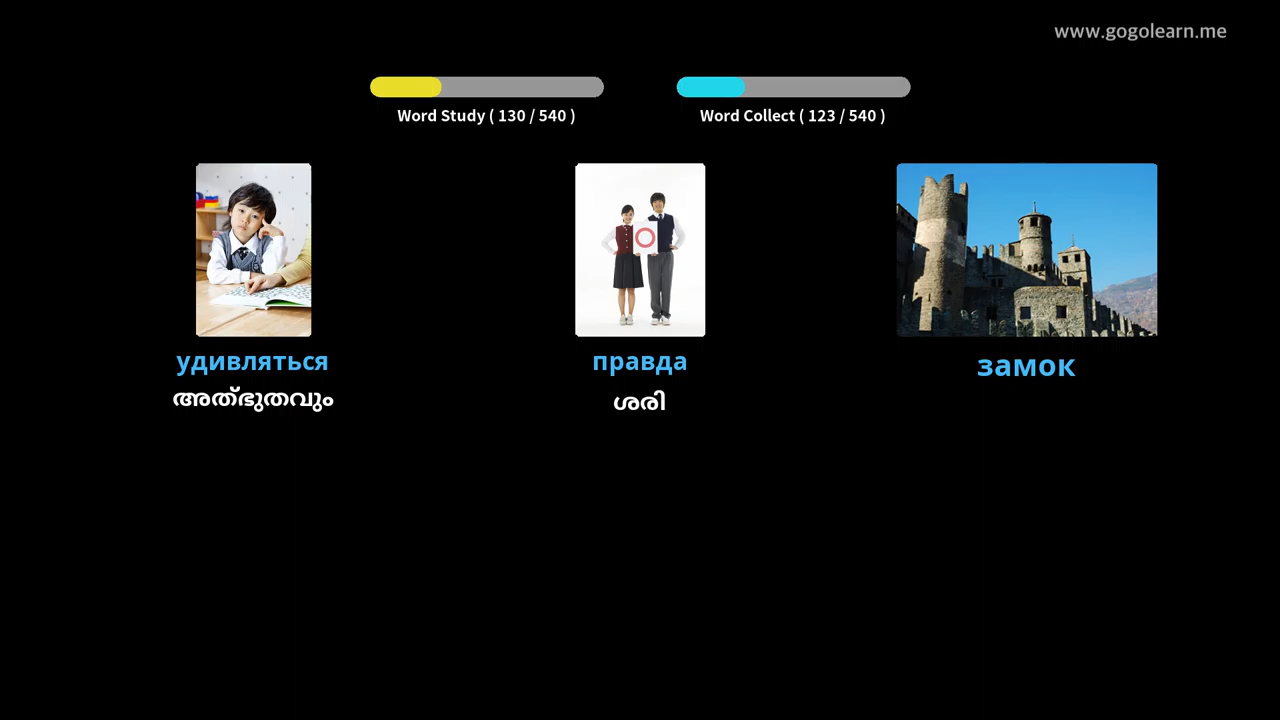 www.gogolearn.me
Word Study ( 130 / 540 )
Word Collect ( 123 / 540 )
удивляться
അത്ഭുതവും
правда
ശരി
замок